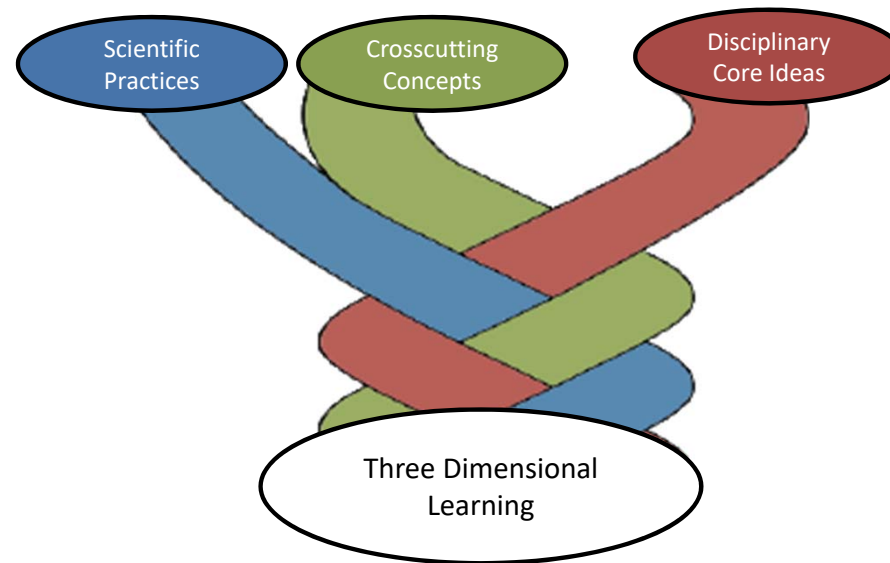 Scientific
Practices
Crosscutting
Concepts
Disciplinary
Core Ideas
Three Dimensional
Learning